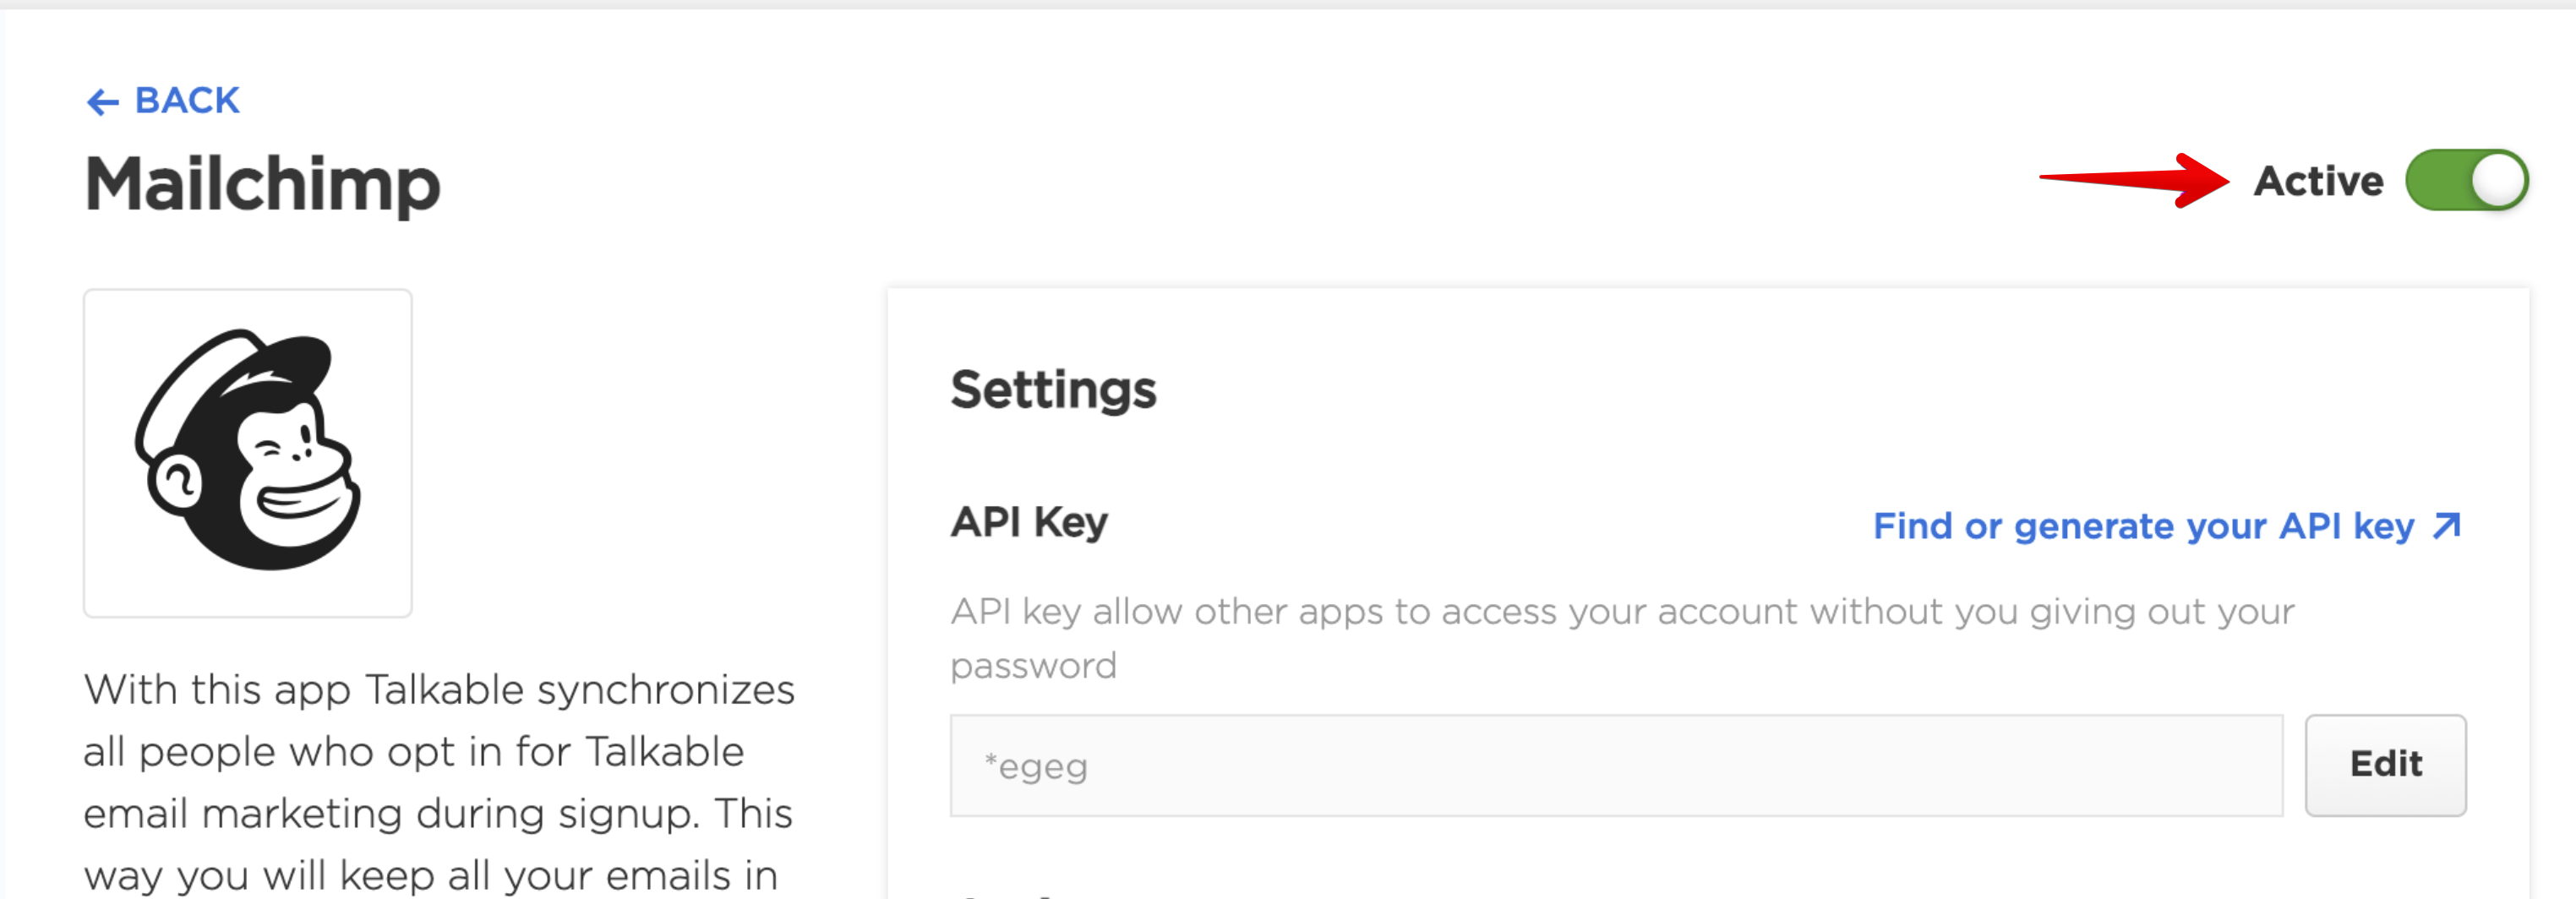 ← BACK
Mailchimp
Active
With this app Talkable synchronizes
all people who opt in for Talkable
email marketing during signup. This
way you will keep all your emails in
Settings
API Key
Find or generate your API key ↗
API key allow other apps to access your account without you giving out your
password
*egeg
Edit